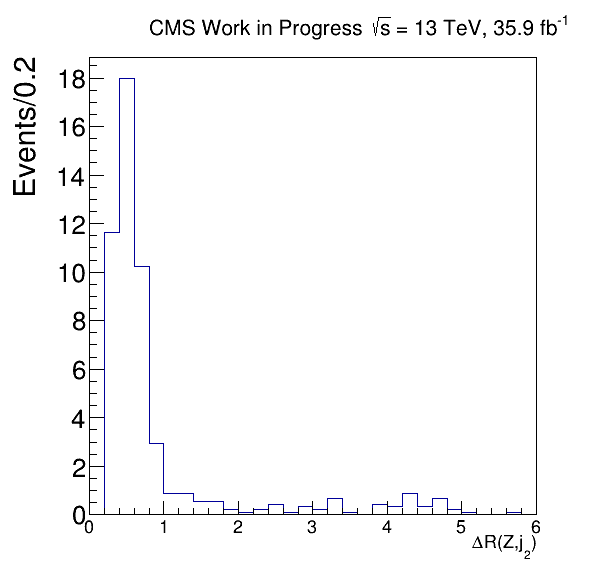 CMS Work in Progress √s = 13 TeV, 35.9 fb⁻¹
Events/0.2
18
16
14
12
10
8
6
4
2
0
0 1 2 3 4 5 6
ΔR(Z,j₂)